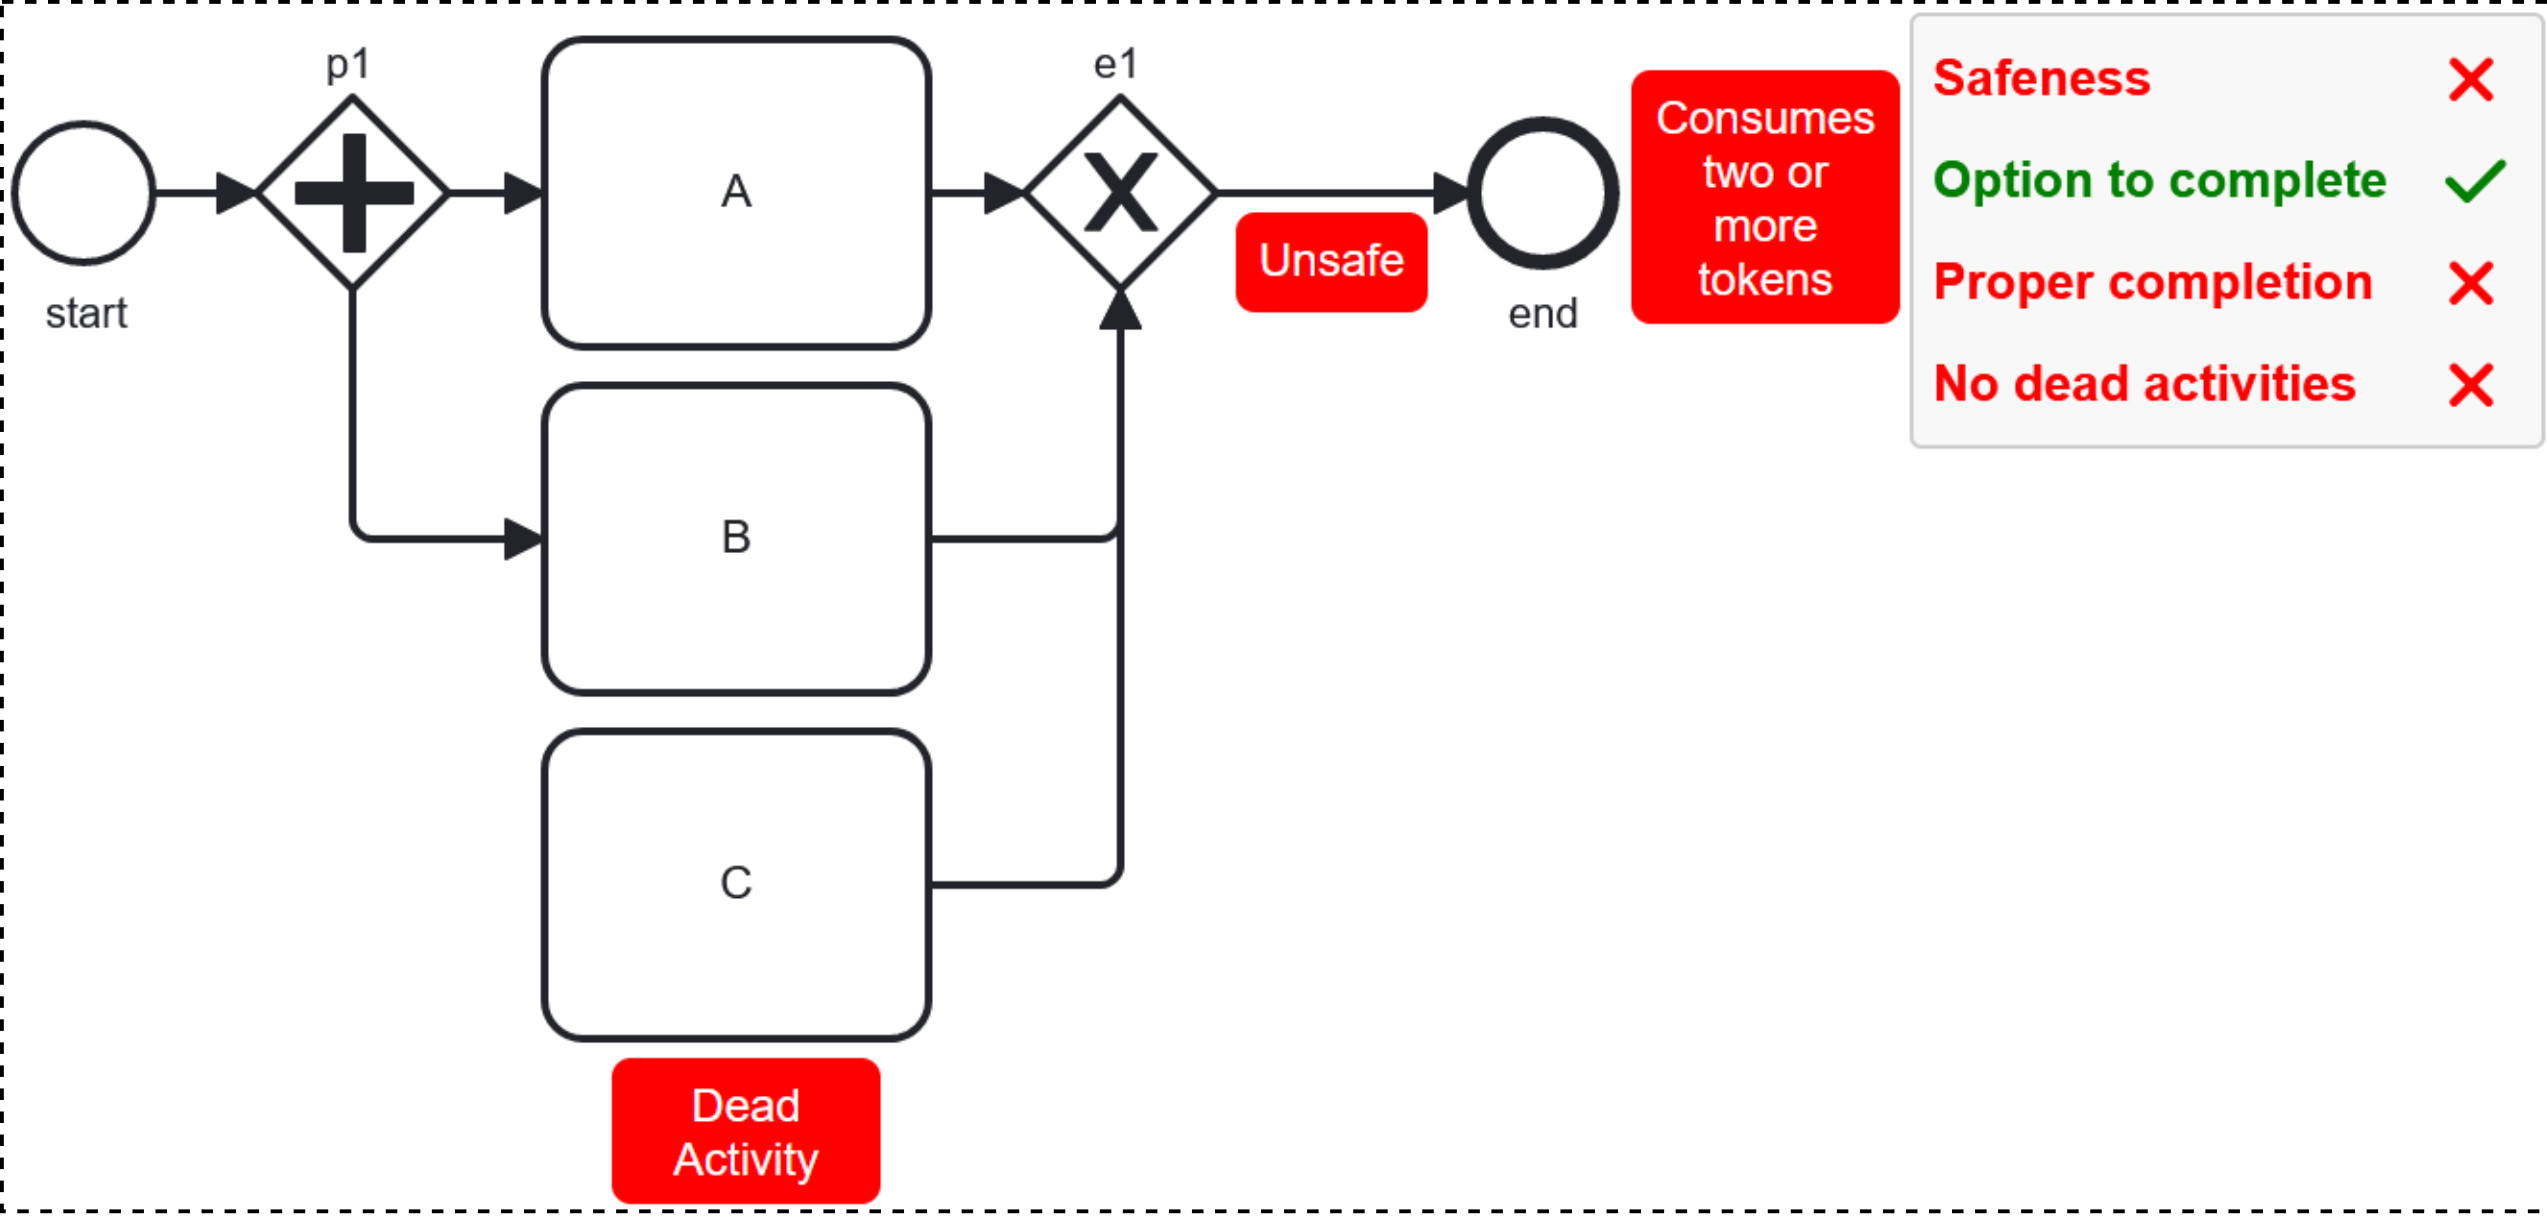 p1
A
e1
start
Unsafe
end
Consumes
two or
more
tokens
Safeness
Option to complete
Proper completion
No dead activities
B
C
Dead
Activity